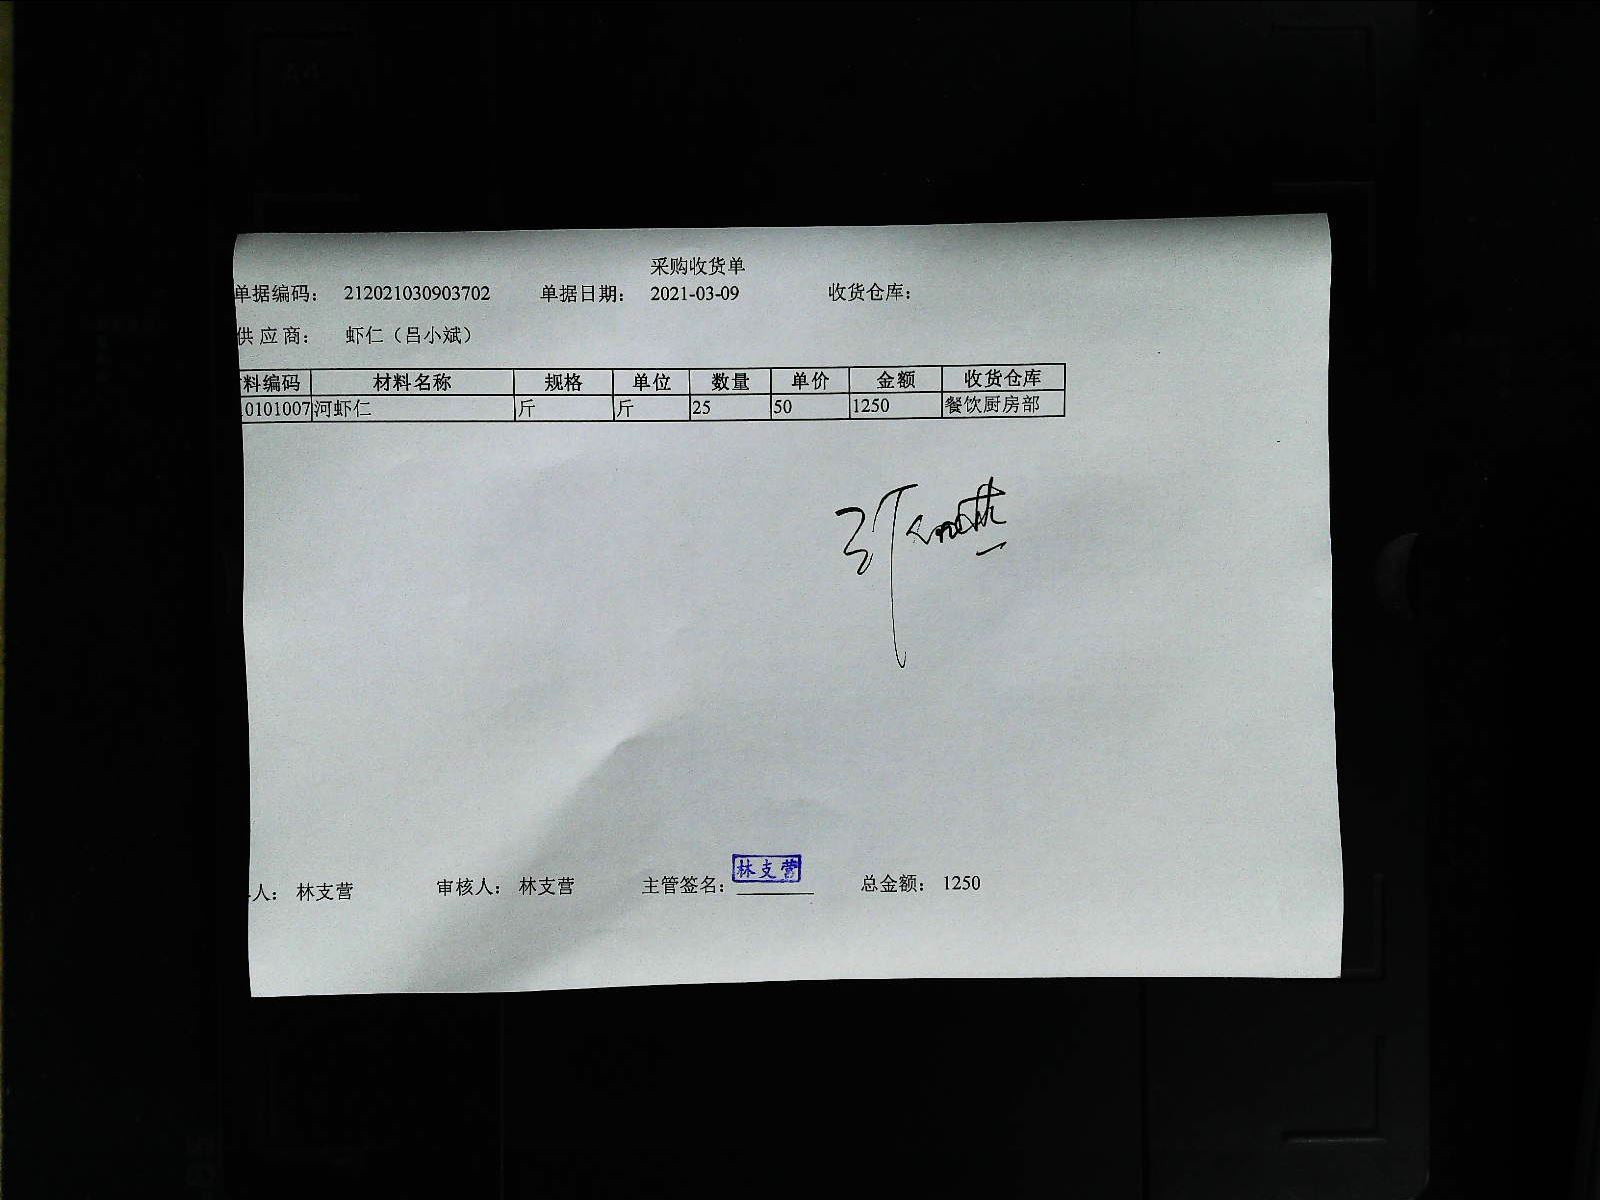 采购收货单
单据编码： 212021030903702 单据日期： 2021-03-09 收货仓库：
供应商： 虾仁（吕小斌）
料编码 材料名称 规格 单位 数量 单价 金额 收货仓库
0101007 河虾仁 斤 斤 25 50 1250 餐饮厨房部
人： 林支营 审核人： 林支营 主管签名： 林支营 总金额： 1250